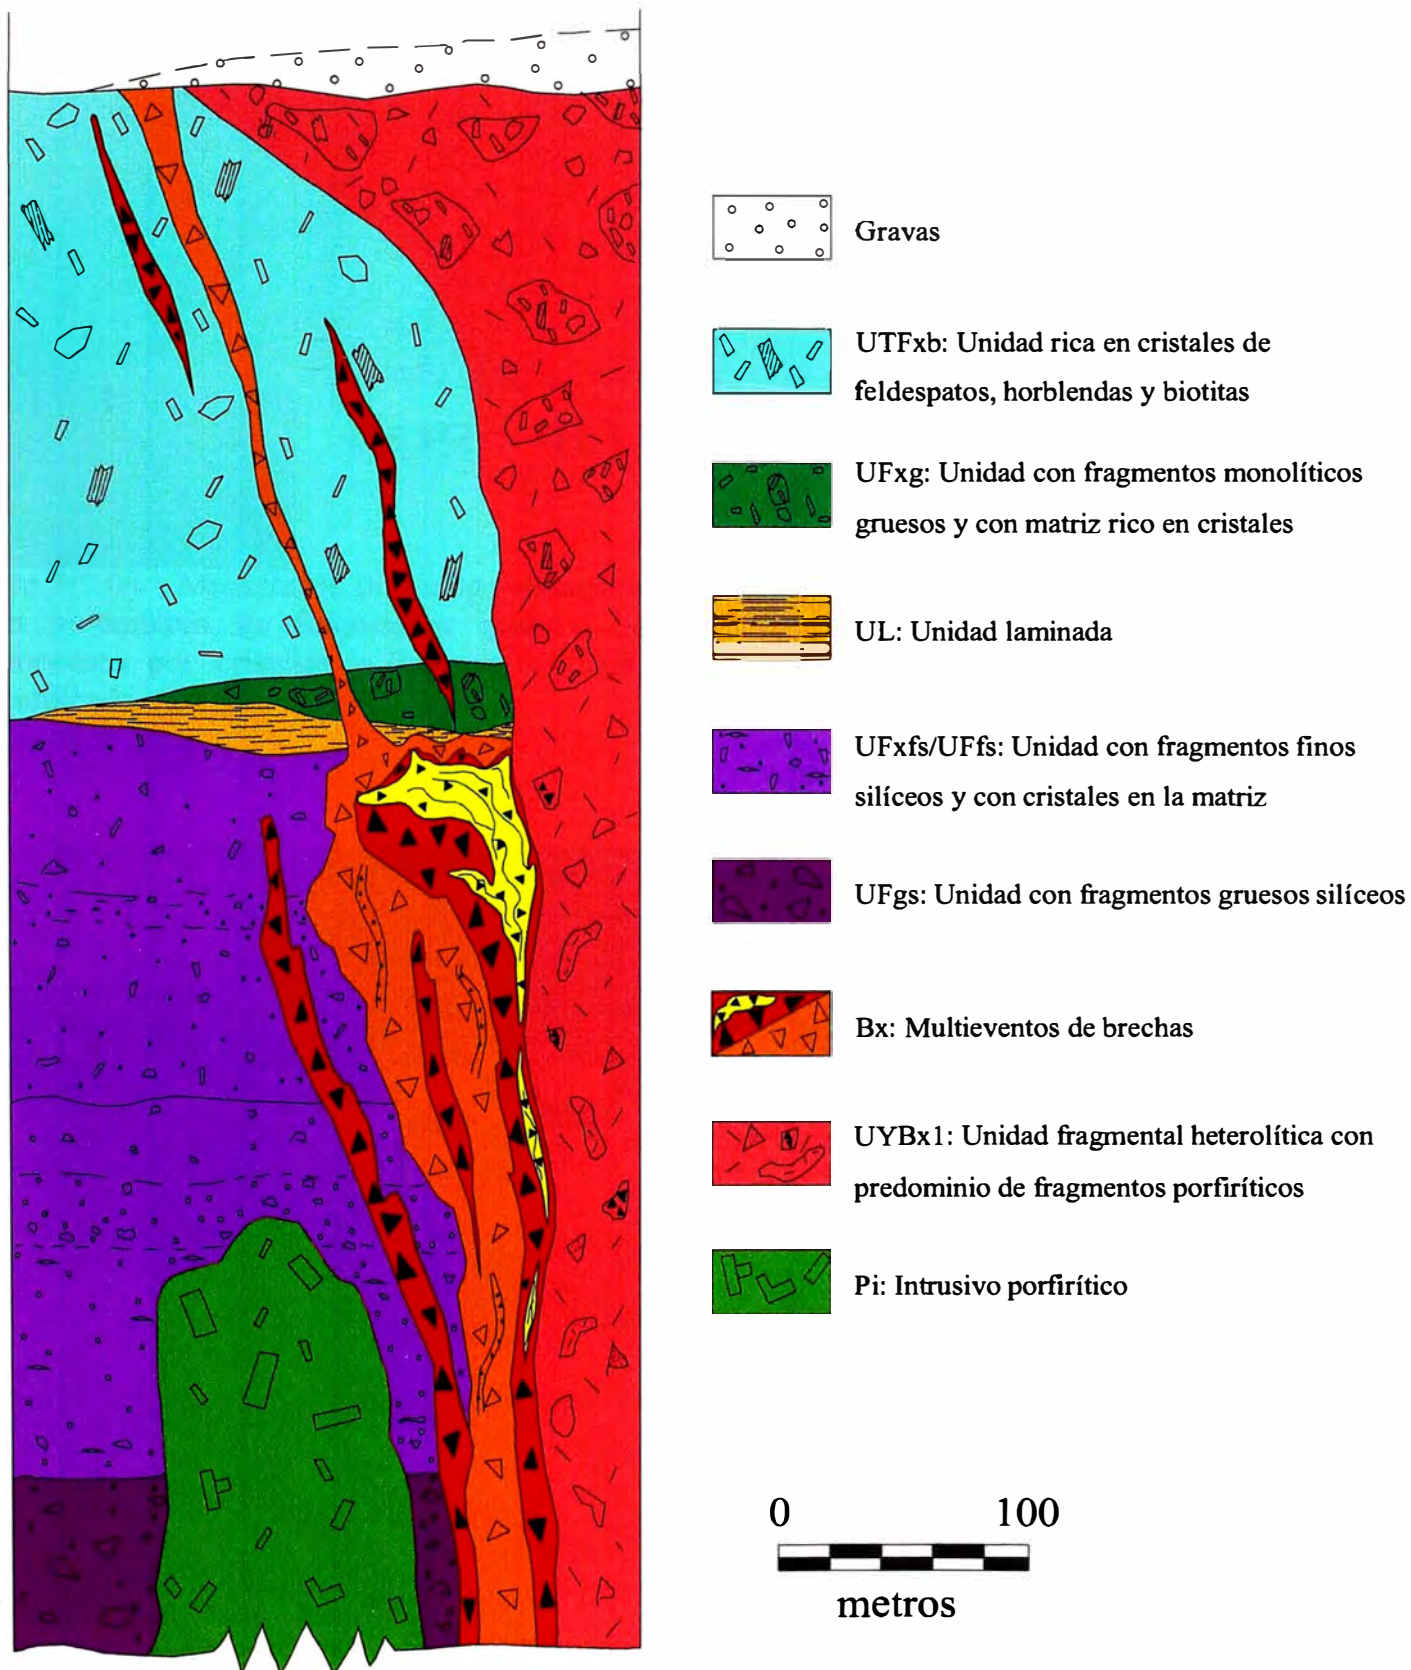 Gravas
UTFxb: Unidad rica en cristales de
feldespatos, horblendas y biotitas
UFxg: Unidad con fragmentos monolíticos
gruesos y con matriz rico en cristales
UL: Unidad laminada
UFxfs/UFfs: Unidad con fragmentos finos
silíceos y con cristales en la matriz
UFgs: Unidad con fragmentos gruesos silíceos
Bx: Multieventos de brechas
UYBx1: Unidad fragmental heterolítica con
predominio de fragmentos porfiríticos
Pi: Intrusivo porfirítico
0 100
metros